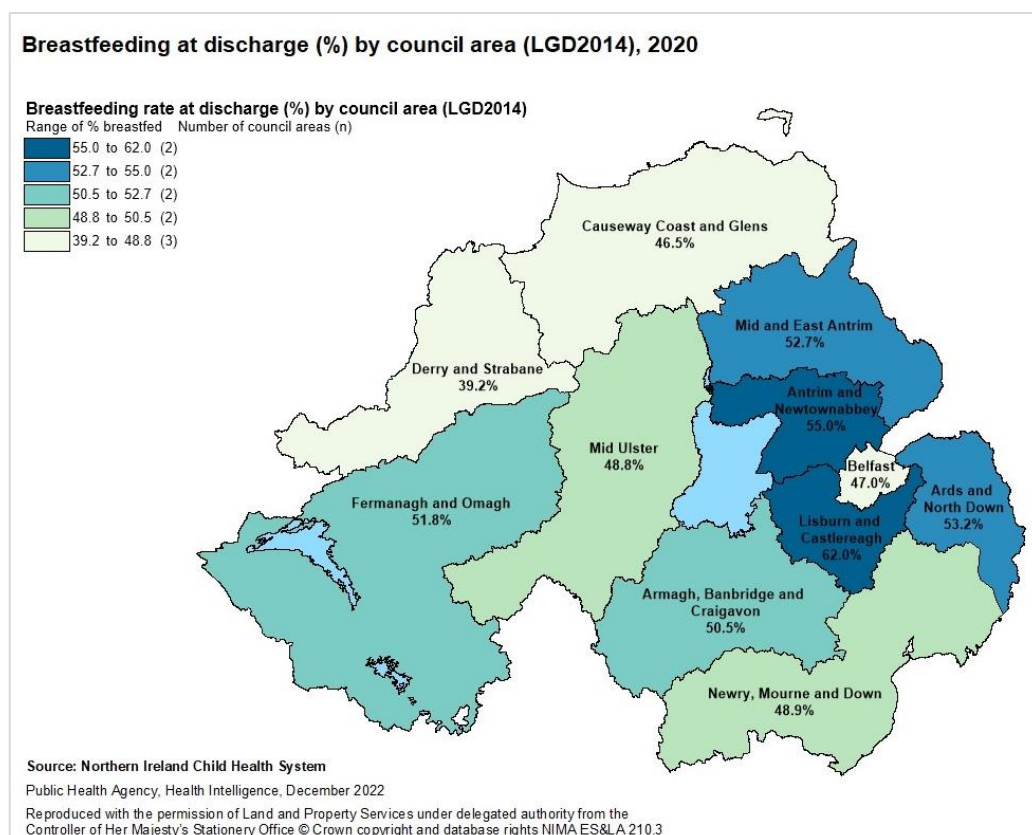 Breastfeeding at discharge (%) by council area (LGD2014), 2020
Breastfeeding rate at discharge (%) by council area (LGD2014)
Range of % breastfed Number of council areas (n)
55.0 to 62.0 (2)
52.7 to 55.0 (2)
50.5 to 52.7 (2)
48.8 to 50.5 (2)
39.2 to 48.8 (3)
Causeway Coast and Glens
46.5%
Mid and East Antrim
52.7%
Derry and Strabane
39.2%
Antrim and
Newtownabbey
55.0%
Mid Ulster
48.8%
Belfast
47.0%
Ards and
North Down
53.2%
Fermanagh and Omagh
51.8%
Lisburn and
Castlereagh
62.0%
Armagh, Banbridge and
Craigavon
50.5%
Newry, Mourne and Down
48.9%
Source: Northern Ireland Child Health System
Public Health Agency, Health Intelligence, December 2022
Reproduced with the permission of Land and Property Services under delegated authority from the
Controller of Her Majesty's Stationery Office © Crown copyright and database rights NIMA ES&LA 210.3